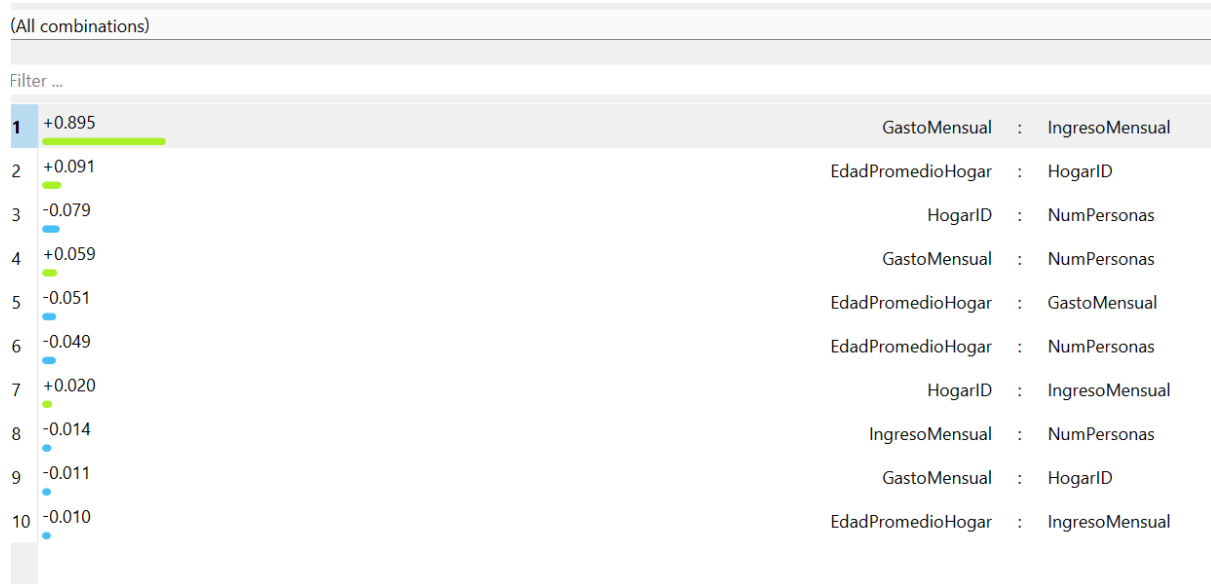 (All combinations)
Filter ...
1 +0.895 GastoMensual : IngresoMensual
2 +0.091 EdadPromedioHogar : HogarID
3 -0.079 HogarID : NumPersonas
4 +0.059 GastoMensual : NumPersonas
5 -0.051 EdadPromedioHogar : GastoMensual
6 -0.049 EdadPromedioHogar : NumPersonas
7 +0.020 HogarID : IngresoMensual
8 -0.014 IngresoMensual : NumPersonas
9 -0.011 GastoMensual : HogarID
10 -0.010 EdadPromedioHogar : IngresoMensual